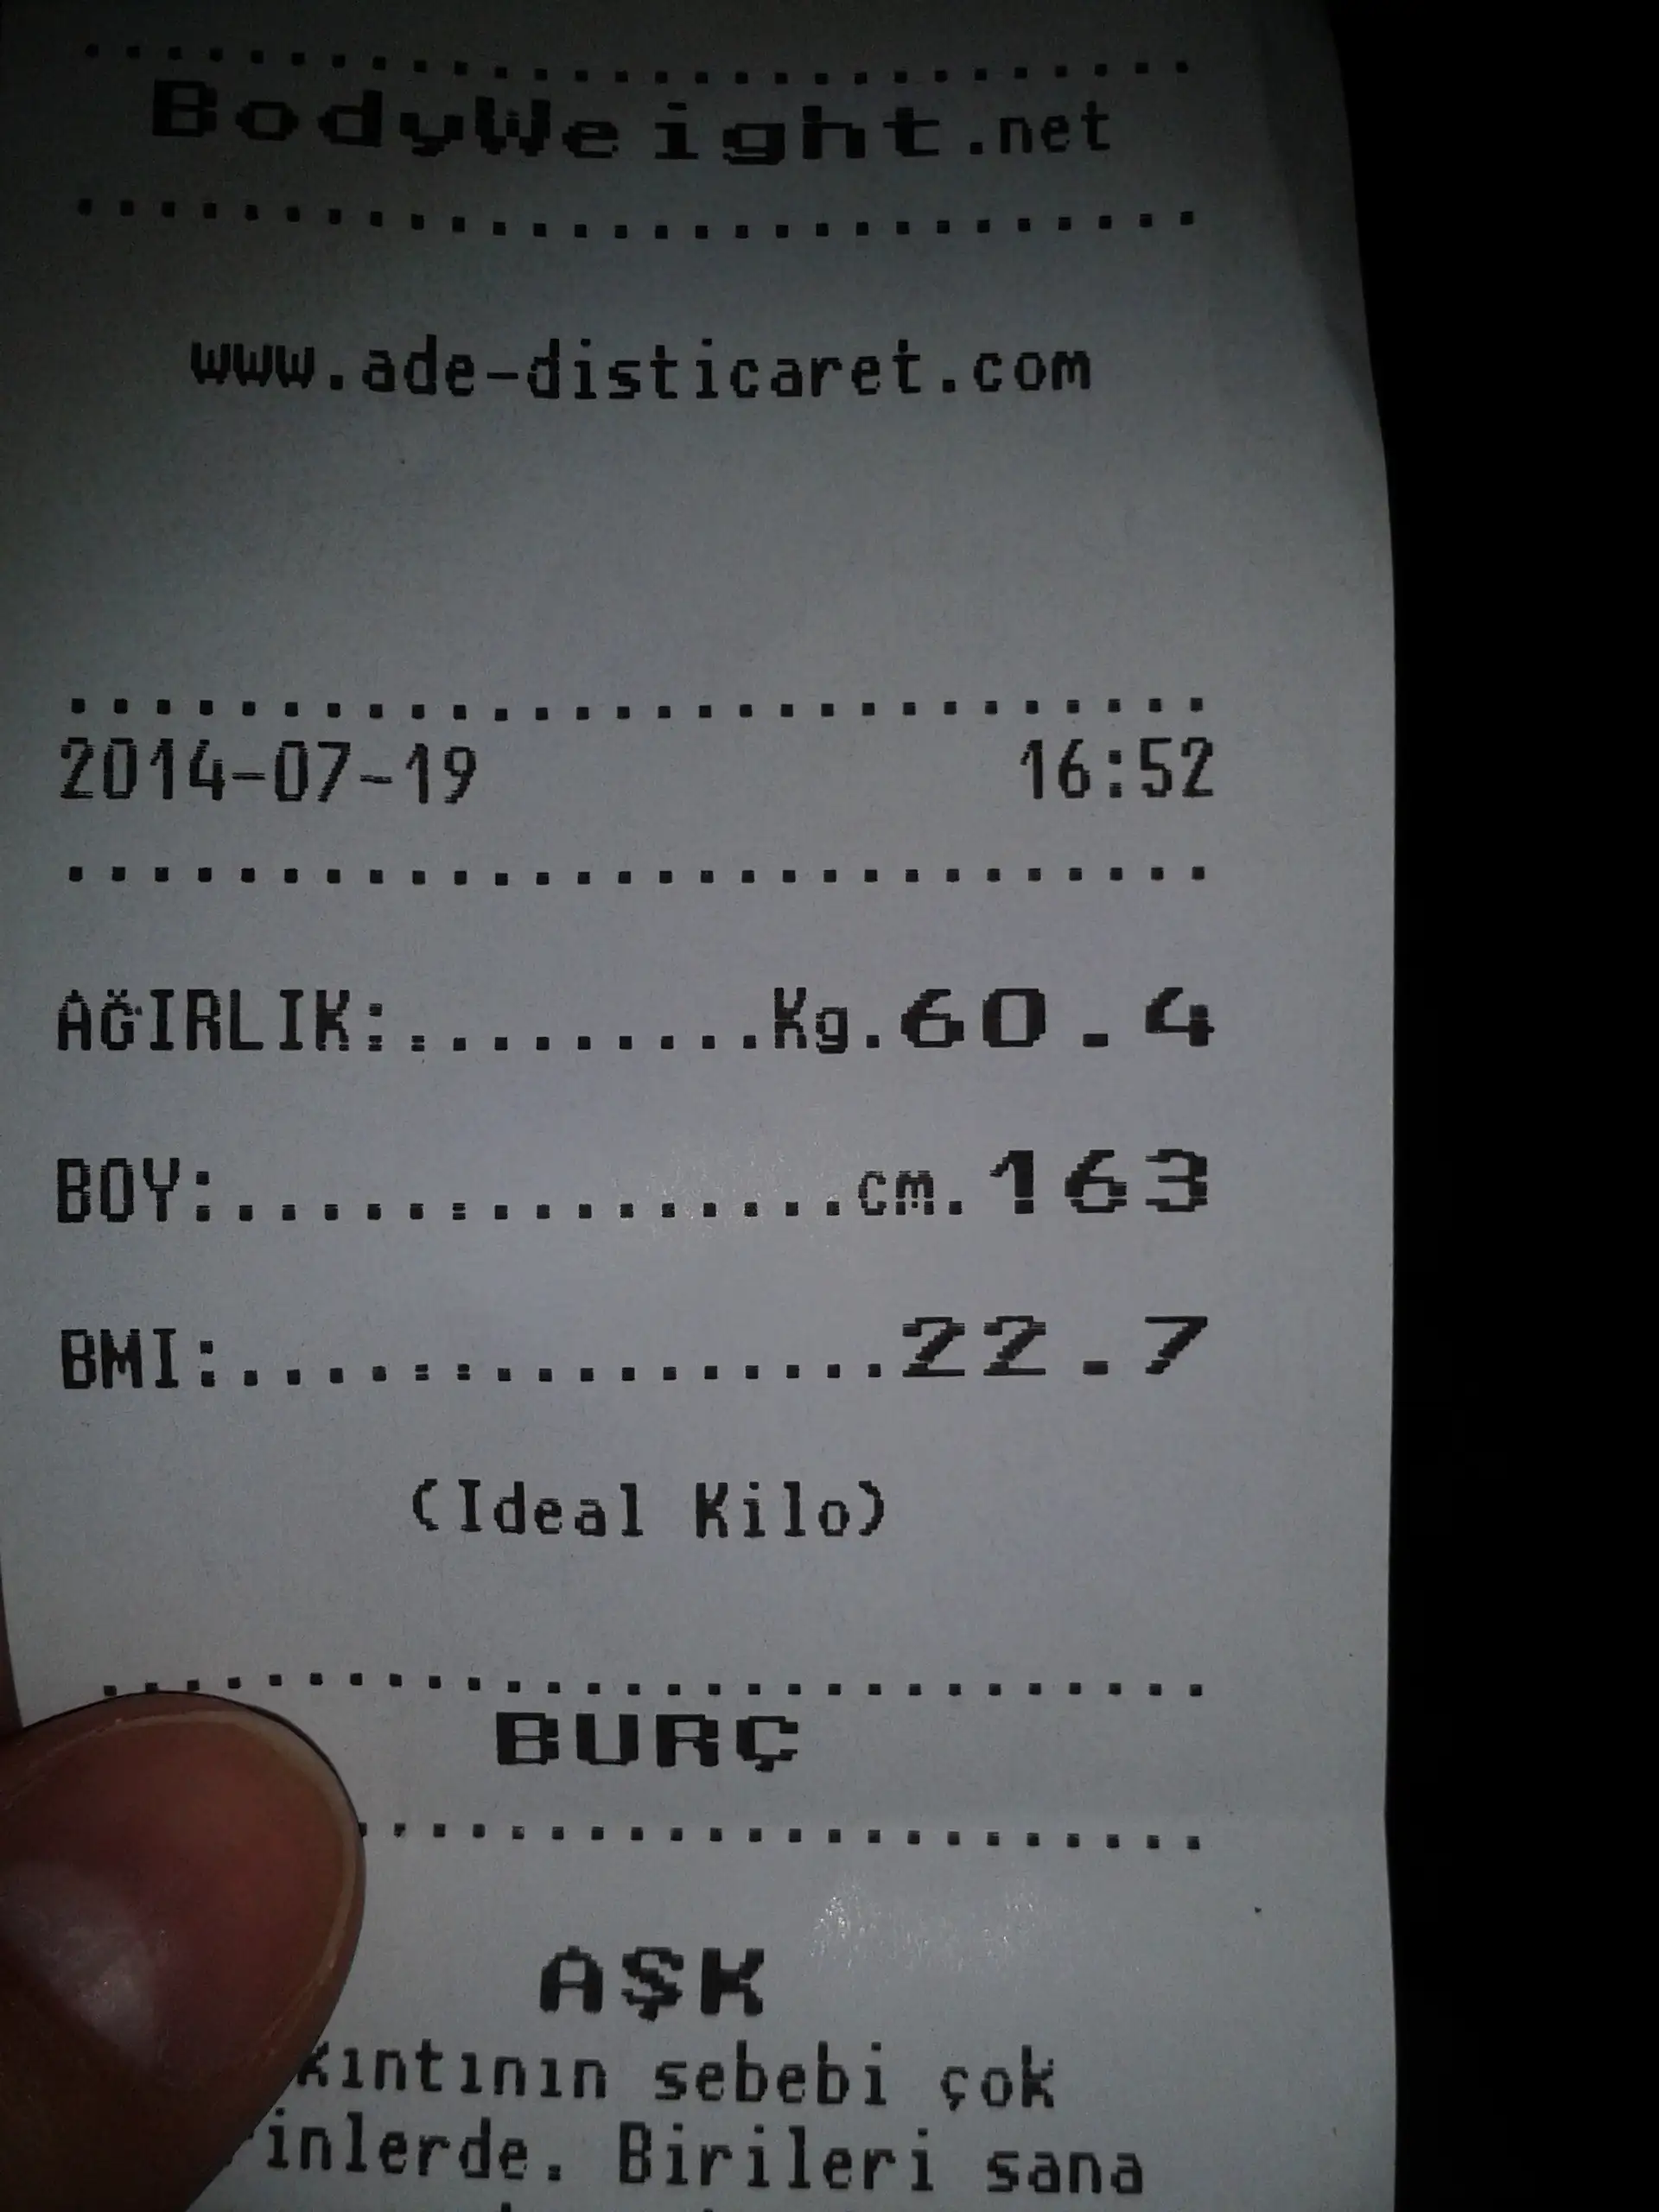 BodyWeight.net
www.ade-disticaret.com
2014-07-19 16:52
AĞIRLIK:.........Kg.60.4
BOY:...............cm.163
BMI:................22.7
(Ideal Kilo)
BURÇ
AŞK
sebebi çok
Birileri sana